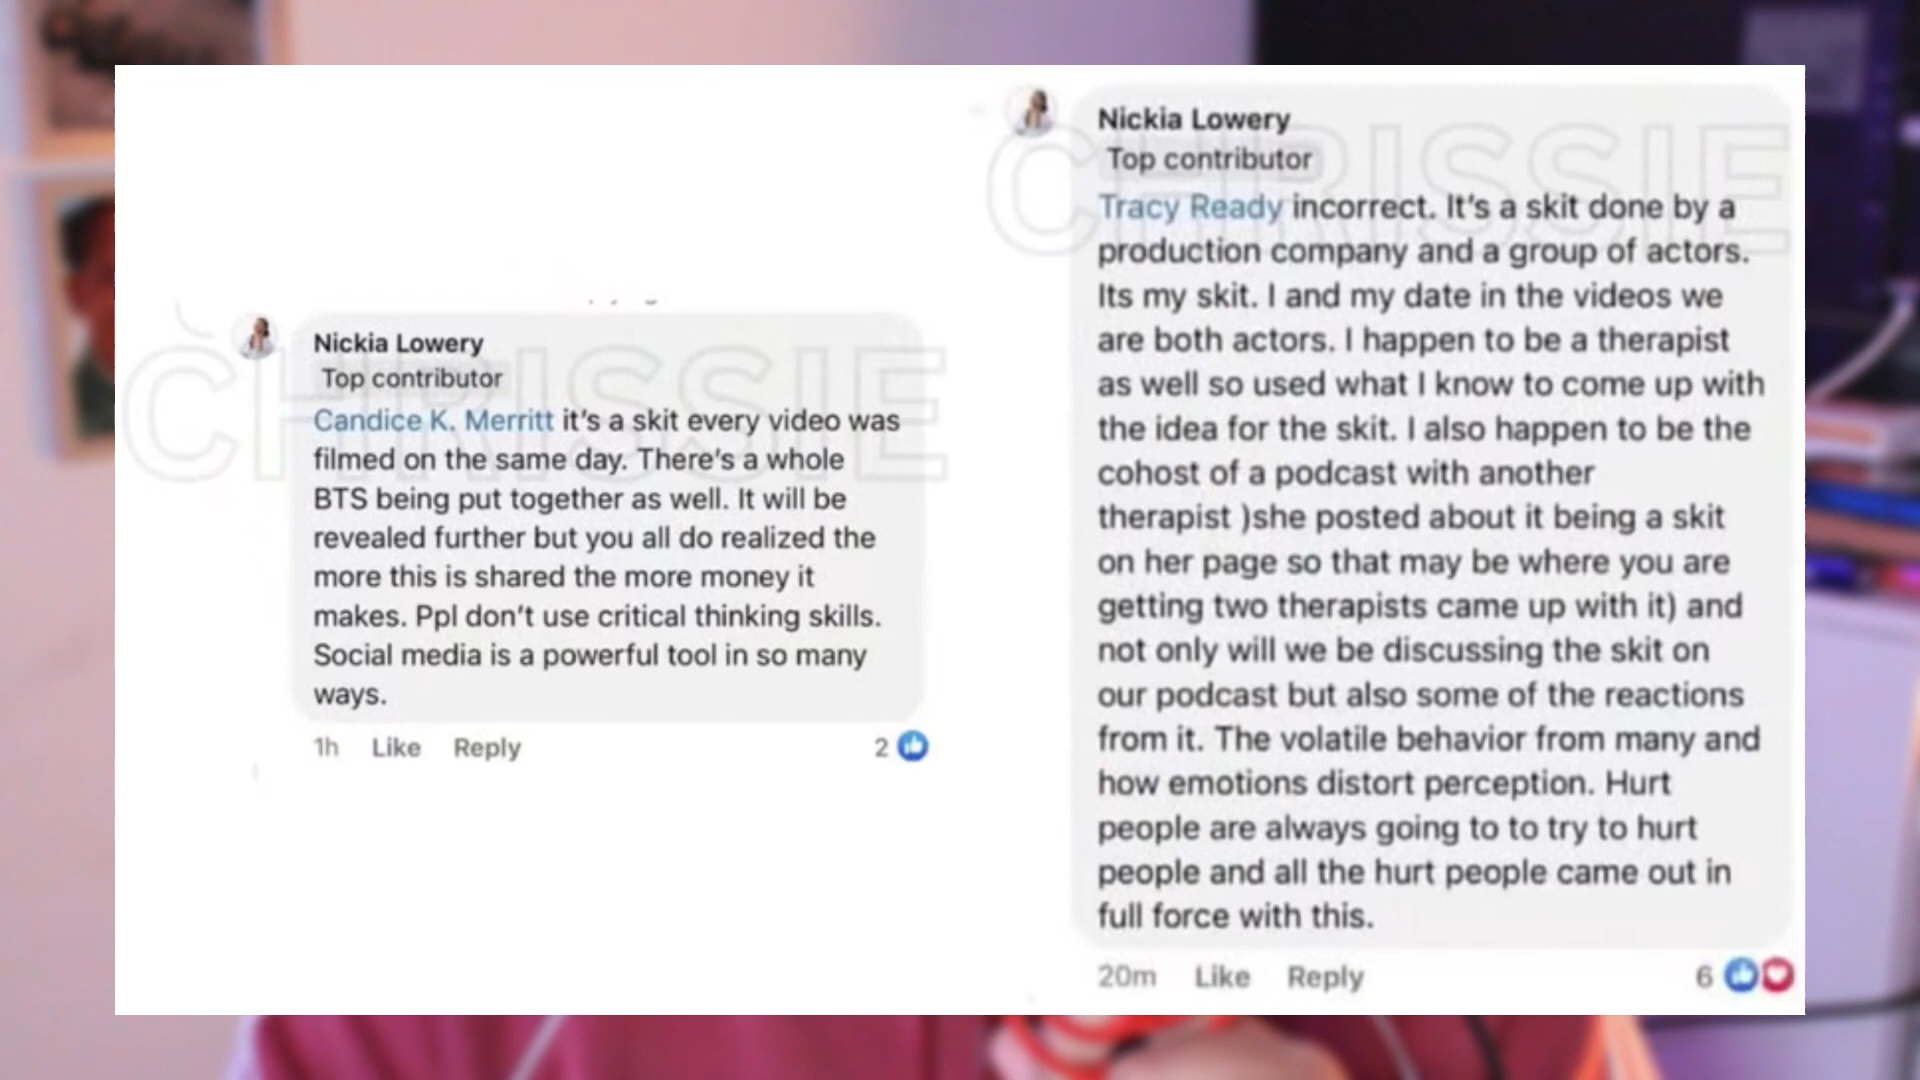 Nickia Lowery
Top contributor
Candice K. Merritt it's a skit every video was
filmed on the same day. There's a whole
BTS being put together as well. It will be
revealed further but you all do realized the
more this is shared the more money it
makes. Ppl don't use critical thinking skills.
Social media is a powerful tool in so many
ways.
1h Like Reply 2
CHRISSIE
Nickia Lowery
Top contributor
Tracy Ready incorrect. It's a skit done by a
production company and a group of actors.
Its my skit. I and my date in the videos we
are both actors. I happen to be a therapist
as well so used what I know to come up with
the idea for the skit. I also happen to be the
cohost of a podcast with another
therapist )she posted about it being a skit
on her page so that may be where you are
getting two therapists came up with it) and
not only will we be discussing the skit on
our podcast but also some of the reactions
from it. The volatile behavior from many and
how emotions distort perception. Hurt
people are always going to to try to hurt
people and all the hurt people came out in
full force with this.
20m Like Reply 6
CHRISSIE